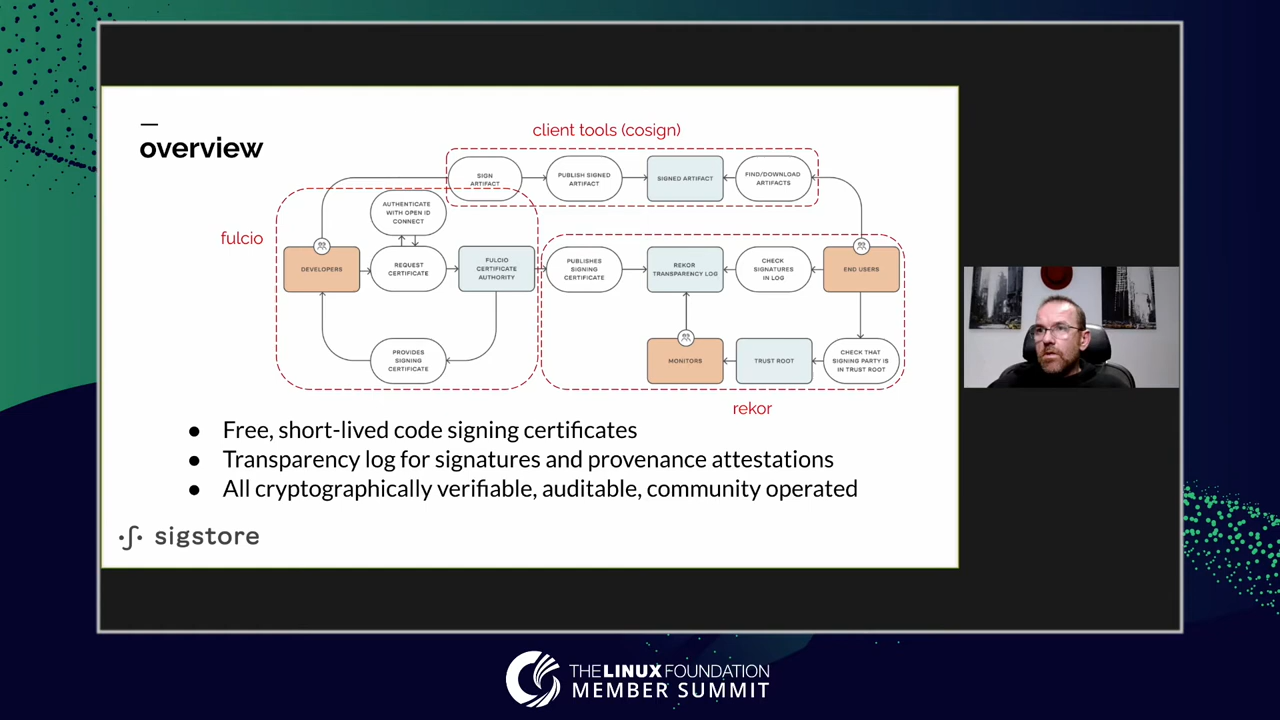 overview
client tools (cosign)
SIGN
ARTIFACT
PUBLISH SIGNED
ARTIFACT
SIGNED ARTIFACT
FIND/DOWNLOAD
ARTIFACTS
fulcio
AUTHENTICATE
WITH OPEN ID
CONNECT
DEVELOPERS
REQUEST
CERTIFICATE
FULCIO
CERTIFICATE
AUTHORITY
PUBLISHES
SIGNING
CERTIFICATE
REKOR
TRANSPARENCY LOG
CHECK
SIGNATURES
IN LOG
END USERS
PROVIDES
SIGNING
CERTIFICATE
MONITORS
TRUST ROOT
CHECK THAT
SIGNING PARTY IS
IN TRUST ROOT
rekor
● Free, short-lived code signing certificates
● Transparency log for signatures and provenance attestations
● All cryptographically verifiable, auditable, community operated
sigstore
THE LINUX FOUNDATION
MEMBER SUMMIT